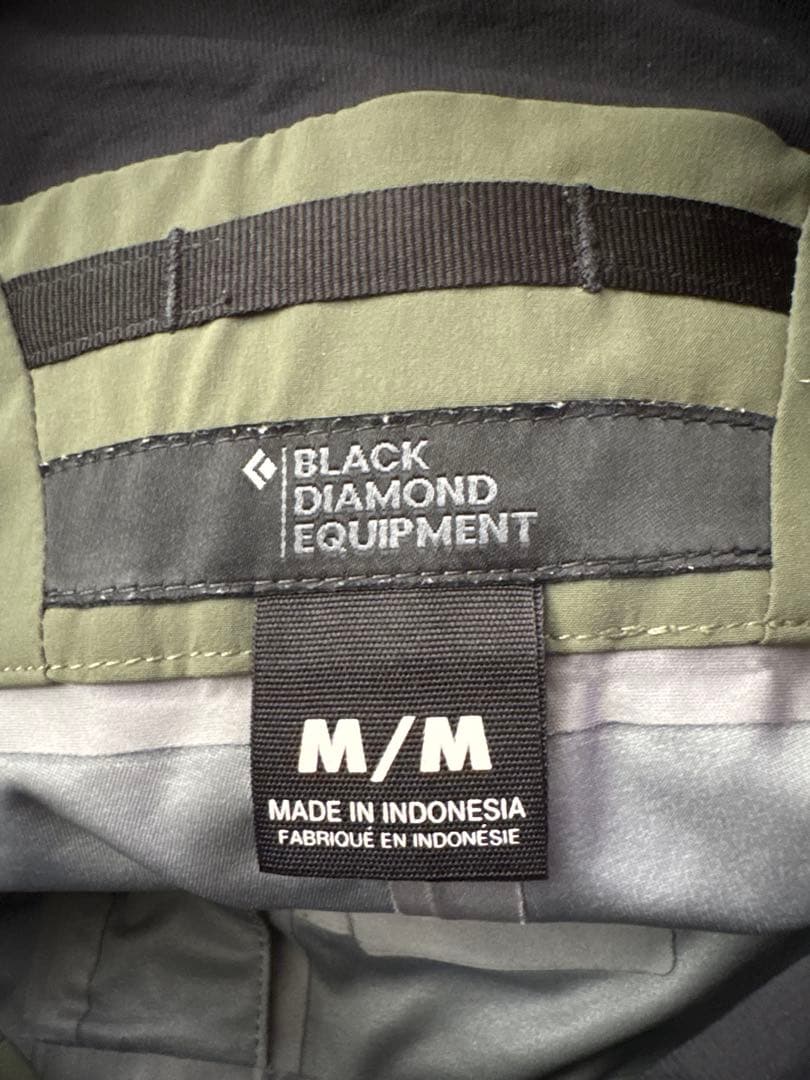 BLACK
DIAMOND
EQUIPMENT
M/M
MADE IN INDONESIA
FABRIQUÉ EN INDONÉSIE